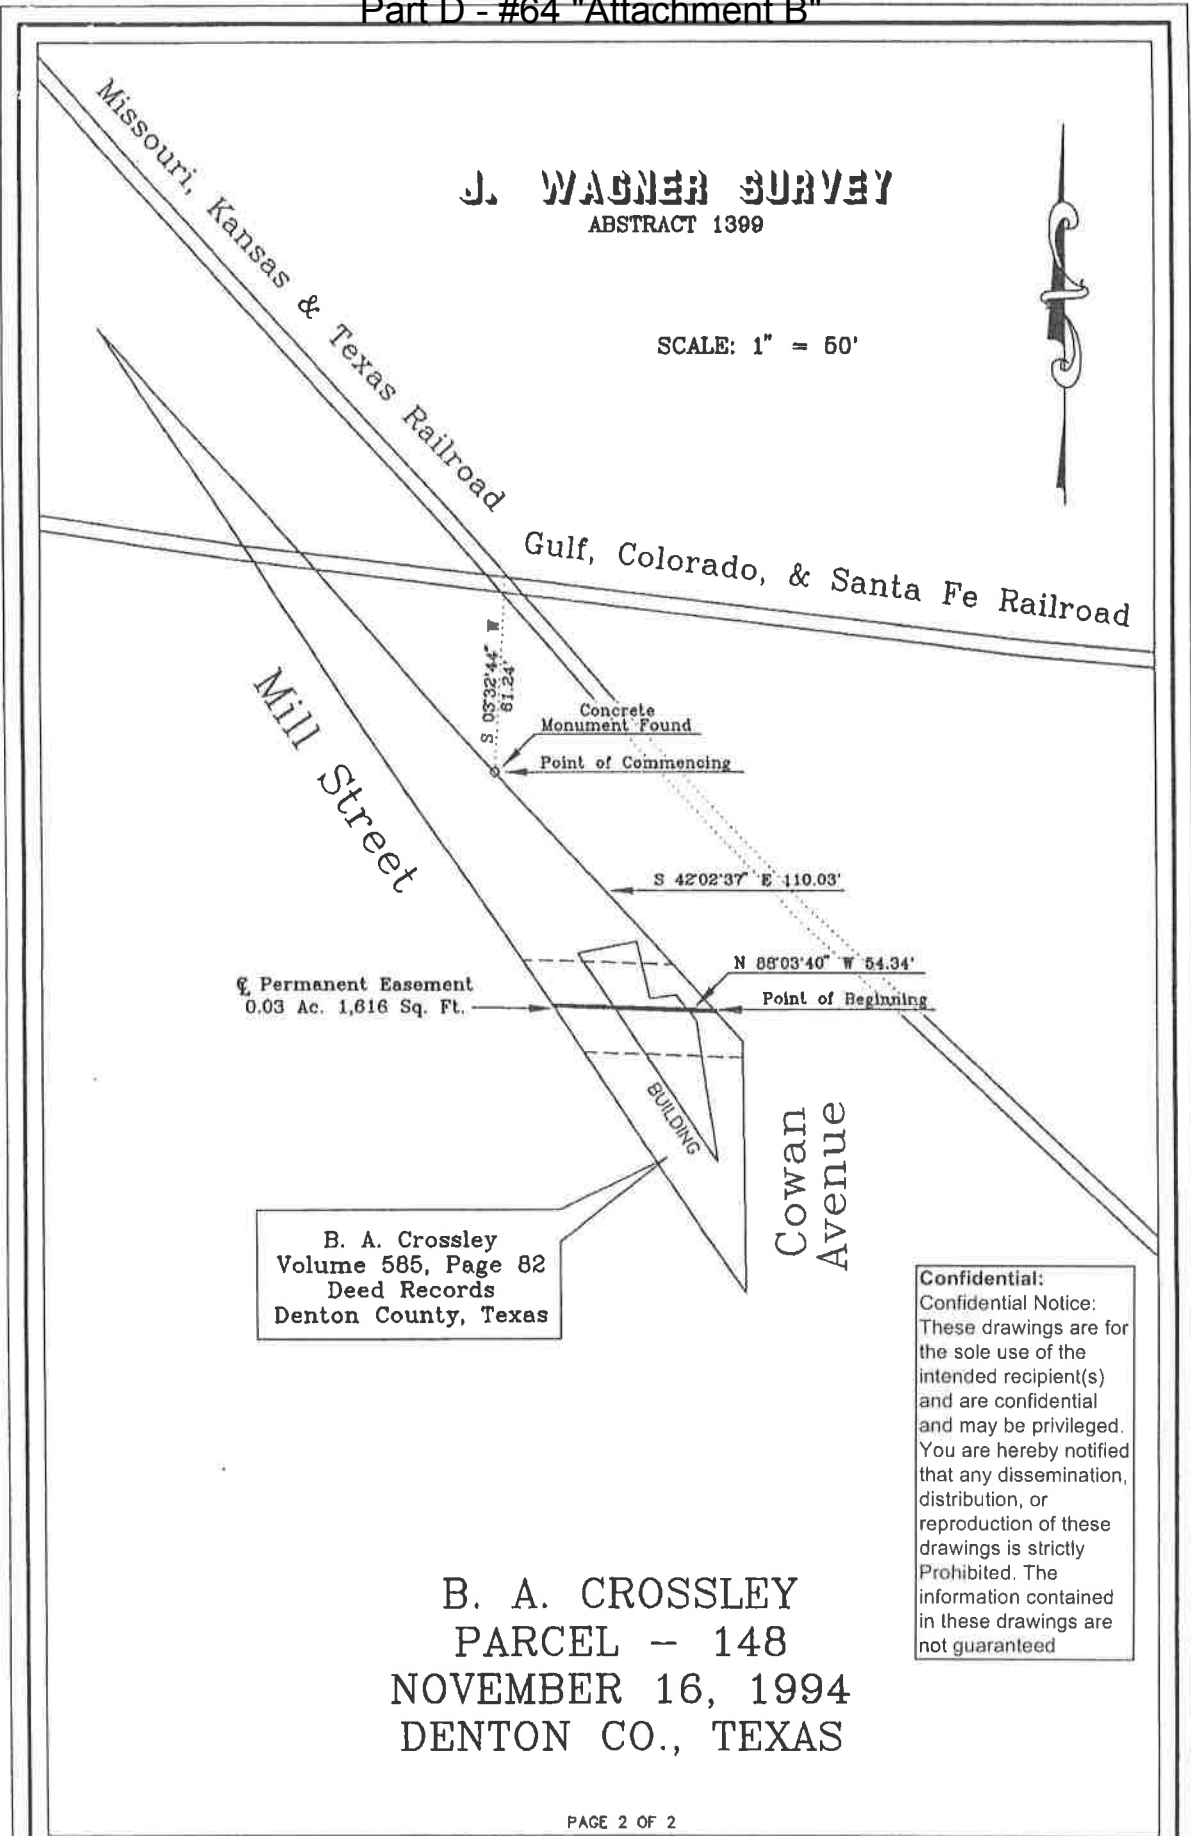 Part D - #64 "Attachment B"
Missouri, Kansas & Texas Railroad
J. WAGNER SURVEY
ABSTRACT 1399
SCALE: 1" = 50'
Gulf, Colorado, & Santa Fe Railroad
Mill Street
S 03°32'44" W
61.24'
Concrete
Monument Found
Point of Commencing
S 42°02'37" E 110.03'
N 88°03'40" W 54.34'
Point of Beginning
℄ Permanent Easement
0.03 Ac. 1,616 Sq. Ft.
BUILDING
Cowan
Avenue
B. A. Crossley
Volume 585, Page 82
Deed Records
Denton County, Texas
Confidential:
Confidential Notice:
These drawings are for
the sole use of the
intended recipient(s)
and are confidential
and may be privileged.
You are hereby notified
that any dissemination,
distribution, or
reproduction of these
drawings is strictly
Prohibited. The
information contained
in these drawings are
not guaranteed
B. A. CROSSLEY
PARCEL - 148
NOVEMBER 16, 1994
DENTON CO., TEXAS
PAGE 2 OF 2